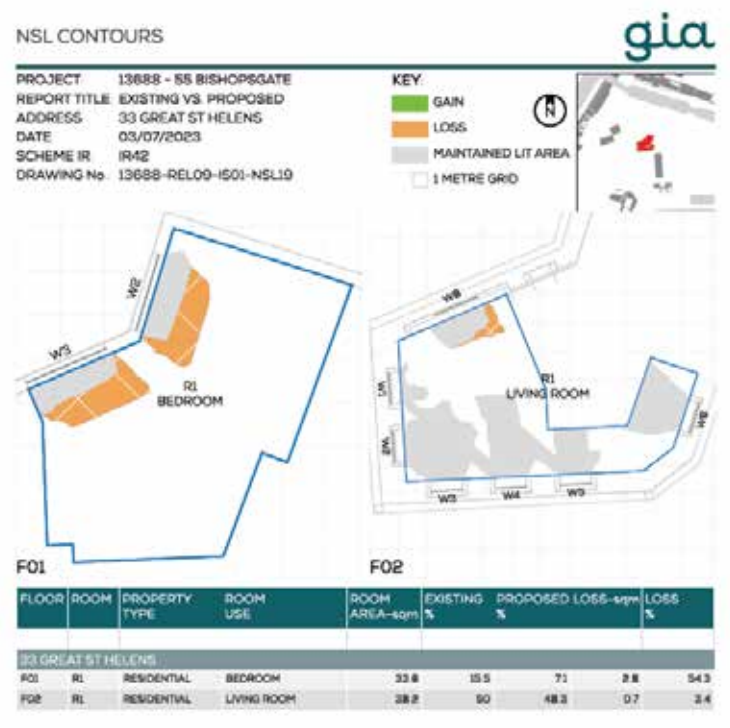 NSL CONTOURS
gia
PROJECT 13688 - 55 BISHOPSGATE
REPORT TITLE EXISTING VS. PROPOSED
ADDRESS 33 GREAT ST HELENS
DATE 03/07/2023
SCHEME IR IR42
DRAWING No. 13688-REL09-IS01-NSL19
KEY:
GAIN
LOSS
MAINTAINED LIT AREA
1 METRE GRID
N
W2
W3
R1
BEDROOM
F01
W8
W1
W2
R1
LIVING ROOM
W3
W4
W5
F02
FLOOR ROOM PROPERTY TYPE ROOM USE ROOM AREA-sqm EXISTING % PROPOSED % LOSS-sqm LOSS %
33 GREAT ST HELENS
F01 R1 RESIDENTIAL BEDROOM 33.6 15.5 7.1 2.8 54.3
F02 R1 RESIDENTIAL LIVING ROOM 38.2 50 48.3 0.7 3.4